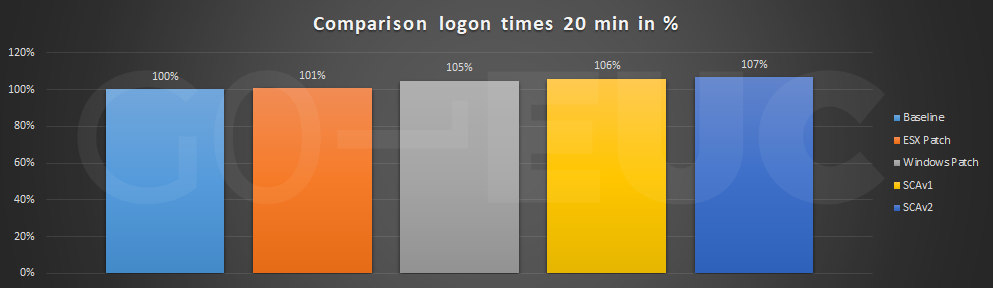 Comparison logon times 20 min in %
120%
100%
80%
60%
40%
20%
0%
100%
101%
105%
106%
107%
Baseline
ESX Patch
Windows Patch
SCAv1
SCAv2
GO-EUC